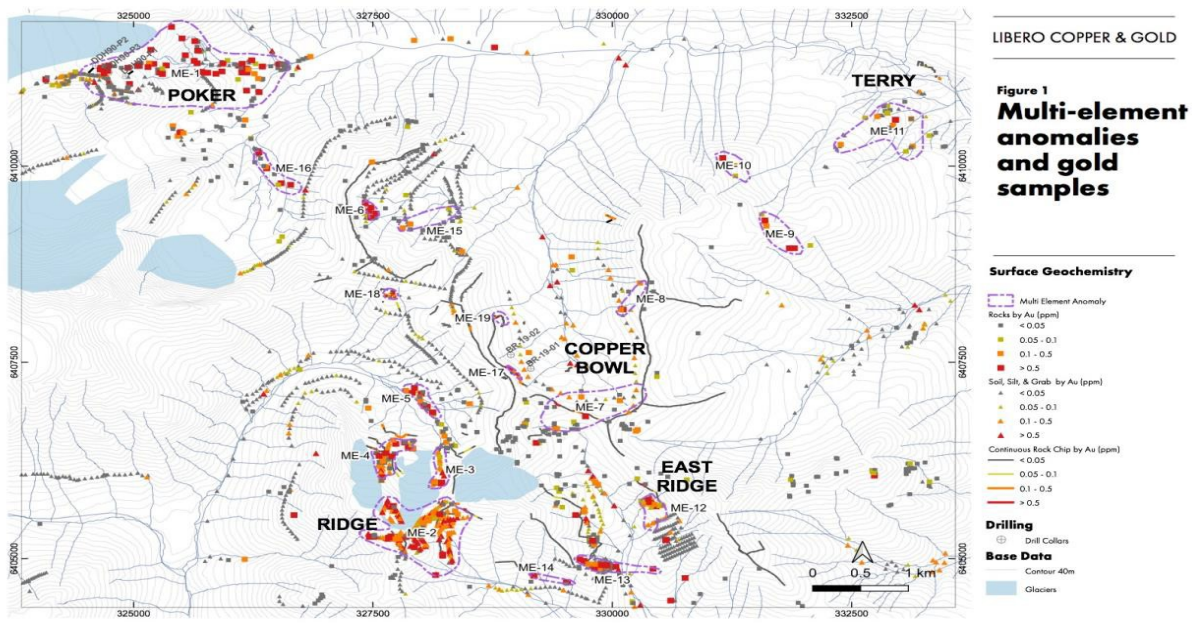 325000
327500
330000
332500
6410000
6407500
6405000
DDH90-P2
ME-1
POKER
ME-16
ME-6
ME-15
ME-18
ME-19
BR-19-02
BR-19-01
ME-17
COPPER
BOWL
ME-8
ME-7
ME-5
ME-4
ME-3
RIDGE
ME-2
EAST
RIDGE
ME-12
ME-14
ME-13
TERRY
ME-11
ME-10
ME-9
0 0.5 1 km
6410000
6407500
6405000
325000
327500
330000
332500
LIBERO COPPER & GOLD
Figure 1
Multi-element
anomalies
and gold
samples
Surface Geochemistry
Multi Element Anomaly
Rocks by Au (ppm)
< 0.05
0.05 - 0.1
0.1 - 0.5
> 0.5
Soil, Silt, & Grab by Au (ppm)
< 0.05
0.05 - 0.1
0.1 - 0.5
> 0.5
Continuous Rock Chip by Au (ppm)
< 0.05
0.05 - 0.1
0.1 - 0.5
> 0.5
Drilling
Drill Collars
Base Data
Contour 40m
Glaciers